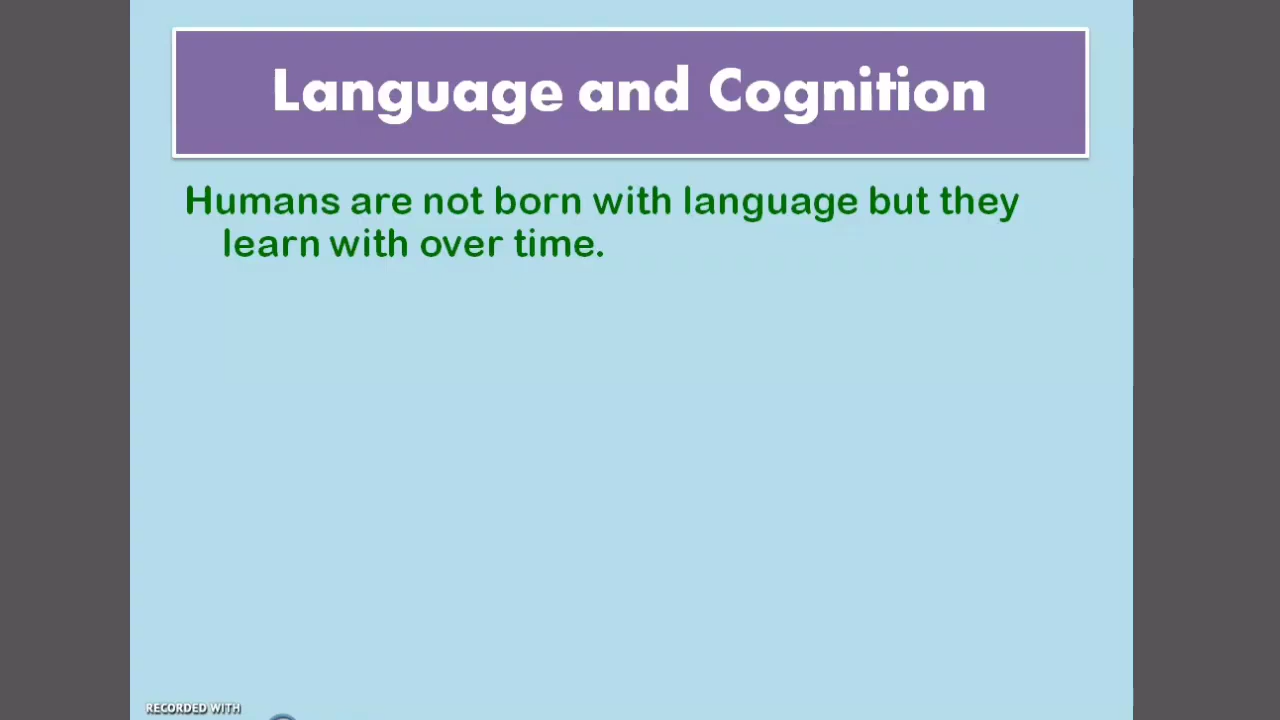 Language and Cognition
Humans are not born with language but they
learn with over time.
RECORDED WITH